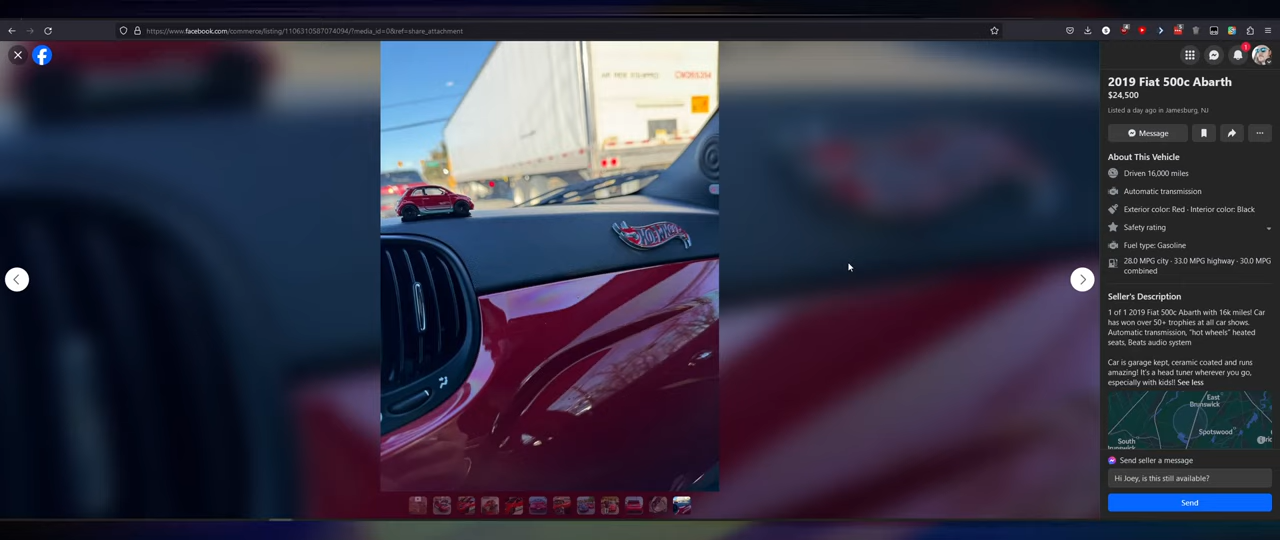 https://www.facebook.com/commerce/listing/1106310587074094/?media_id=0&ref=share_attachment
2019 Fiat 500c Abarth
$24,500
Listed a day ago in Jamesburg, NJ
Message
About This Vehicle
Driven 16,000 miles
Automatic transmission
Exterior color: Red · Interior color: Black
Safety rating
Fuel type: Gasoline
28.0 MPG city · 33.0 MPG highway · 30.0 MPG
combined
Seller's Description
1 of 1 2019 Fiat 500c Abarth with 16k miles! Car
has won over 50+ trophies at all car shows.
Automatic transmission, "hot wheels" heated
seats, Beats audio system
Car is garage kept, ceramic coated and runs
amazing! It's a head tuner wherever you go,
especially with kids!! See less
East
Brunswick
Spotswood
South
Send seller a message
Hi Joey, is this still available?
Send